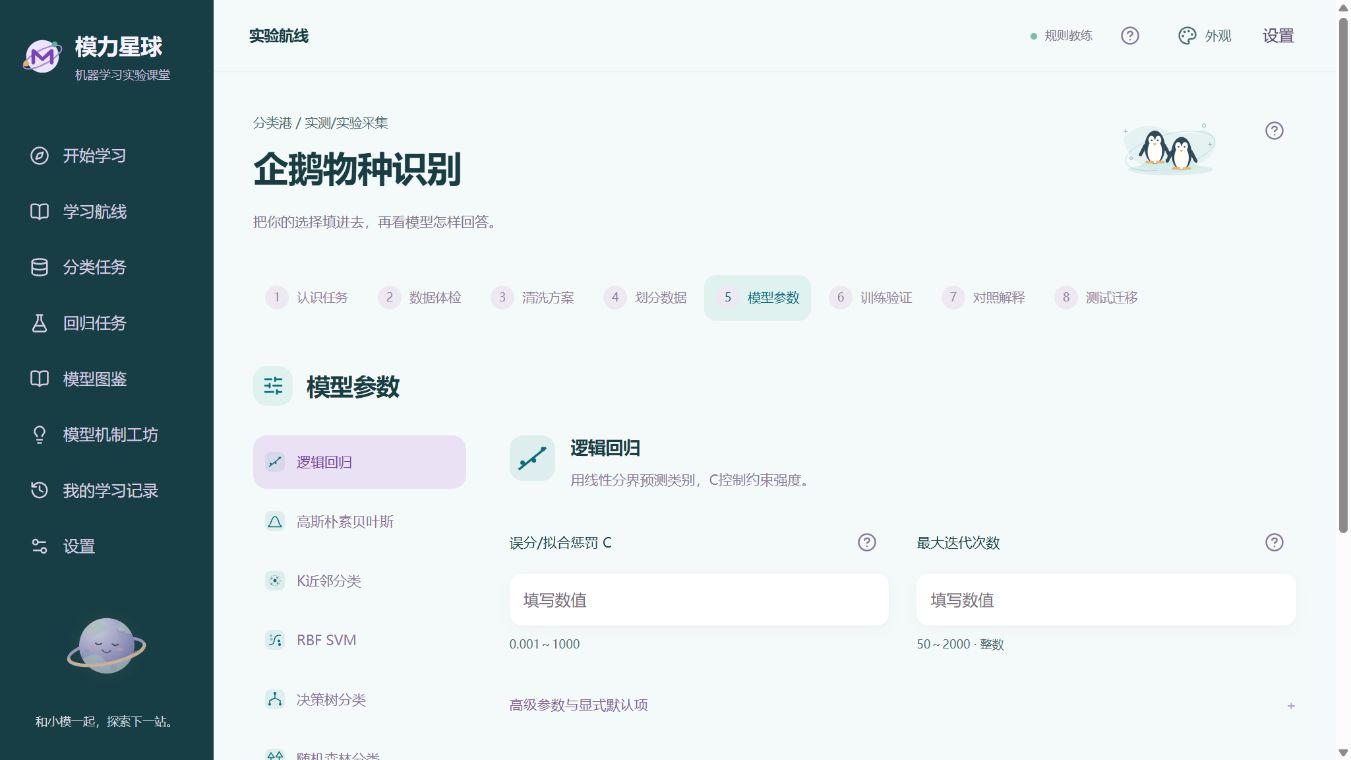 模力星球
机器学习实验课堂
开始学习
学习航线
分类任务
回归任务
模型图鉴
模型机制工坊
我的学习记录
设置
和小模一起，探索下一站。
实验航线
规则教练
外观
设置
分类港 / 实测/实验采集
企鹅物种识别
把你的选择填进去，再看模型怎样回答。
1 认识任务 2 数据体检 3 清洗方案 4 划分数据 5 模型参数 6 训练验证 7 对照解释 8 测试迁移
模型参数
逻辑回归
高斯朴素贝叶斯
K近邻分类
RBF SVM
决策树分类
随机森林分类
逻辑回归
用线性分界预测类别，C控制约束强度。
误分/拟合惩罚 C
填写数值
0.001 ~ 1000
最大迭代次数
填写数值
50 ~ 2000 · 整数
高级参数与显式默认项 +